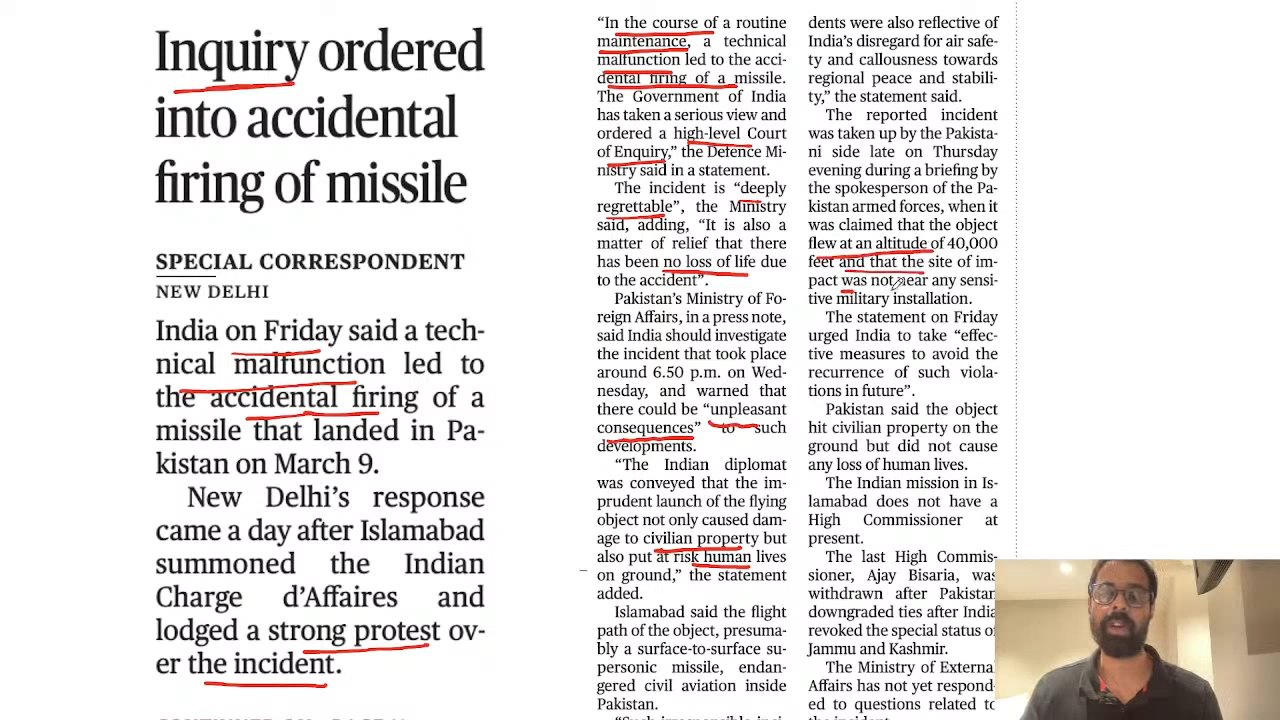 Inquiry ordered
into accidental
firing of missile
SPECIAL CORRESPONDENT
NEW DELHI
India on Friday said a tech-
nical malfunction led to
the accidental firing of a
missile that landed in Pa-
kistan on March 9.
New Delhi’s response
came a day after Islamabad
summoned the Indian
Charge d’Affaires and
lodged a strong protest ov-
er the incident.
“In the course of a routine
maintenance, a technical
malfunction led to the acci-
dental firing of a missile.
The Government of India
has taken a serious view and
ordered a high-level Court
of Enquiry,” the Defence Mi-
nistry said in a statement.
The incident is “deeply
regrettable”, the Ministry
said, adding, “It is also a
matter of relief that there
has been no loss of life due
to the accident”.
Pakistan’s Ministry of Fo-
reign Affairs, in a press note,
said India should investigate
the incident that took place
around 6.50 p.m. on Wed-
nesday, and warned that
there could be “unpleasant
consequences” to such
developments.
“The Indian diplomat
was conveyed that the im-
prudent launch of the flying
object not only caused dam-
age to civilian property but
also put at risk human lives
on ground,” the statement
added.
Islamabad said the flight
path of the object, presuma-
bly a surface-to-surface su-
personic missile, endan-
gered civil aviation inside
Pakistan.
dents were also reflective of
India’s disregard for air safe-
ty and callousness towards
regional peace and stabili-
ty,” the statement said.
The reported incident
was taken up by the Pakista-
ni side late on Thursday
evening during a briefing by
the spokesperson of the Pa-
kistan armed forces, when it
was claimed that the object
flew at an altitude of 40,000
feet and that the site of im-
pact was not near any sensi-
tive military installation.
The statement on Friday
urged India to take “effec-
tive measures to avoid the
recurrence of such viola-
tions in future”.
Pakistan said the object
hit civilian property on the
ground but did not cause
any loss of human lives.
The Indian mission in Is-
lamabad does not have a
High Commissioner at
present.
The last High Commis-
sioner, Ajay Bisaria, was
withdrawn after Pakistan
downgraded ties after India
revoked the special status of
Jammu and Kashmir.
The Ministry of External
Affairs has not yet respond-
ed to questions related to